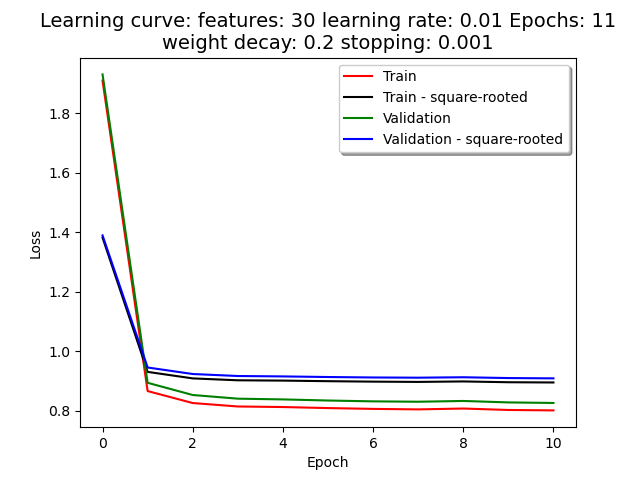 Learning curve: features: 30 learning rate: 0.01 Epochs: 11
weight decay: 0.2 stopping: 0.001
Train
Train - square-rooted
Validation
Validation - square-rooted
Loss
1.8
1.6
1.4
1.2
1.0
0.8
0 2 4 6 8 10
Epoch